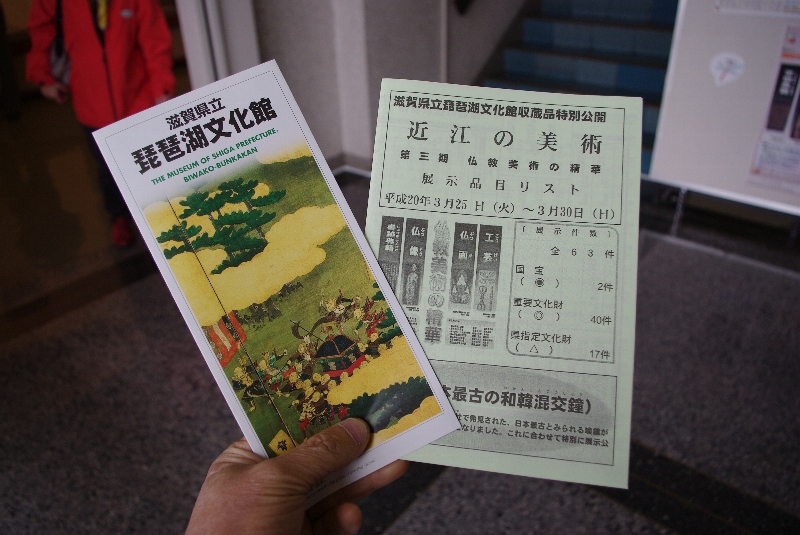 滋賀県立
琵琶湖文化館
THE MUSEUM OF SHIGA PREFECTURE,
BIWAKO-BUNKAKAN
滋賀県立琵琶湖文化館収蔵品特別公開
近江の美術
第三期 仏教美術の精華
展示品目リスト
平成20年3月25日(火)~3月30日(日)
仏像
仏画
工芸
仏教美術の精華
(展示件数)
全63件
国宝
(◉) 2件
重要文化財
(◎) 40件
県指定文化財
(△) 17件
本最古の和韓混交鐘)
で発見された、日本最古とみられる
になりました。これに合わせて特別に展示公